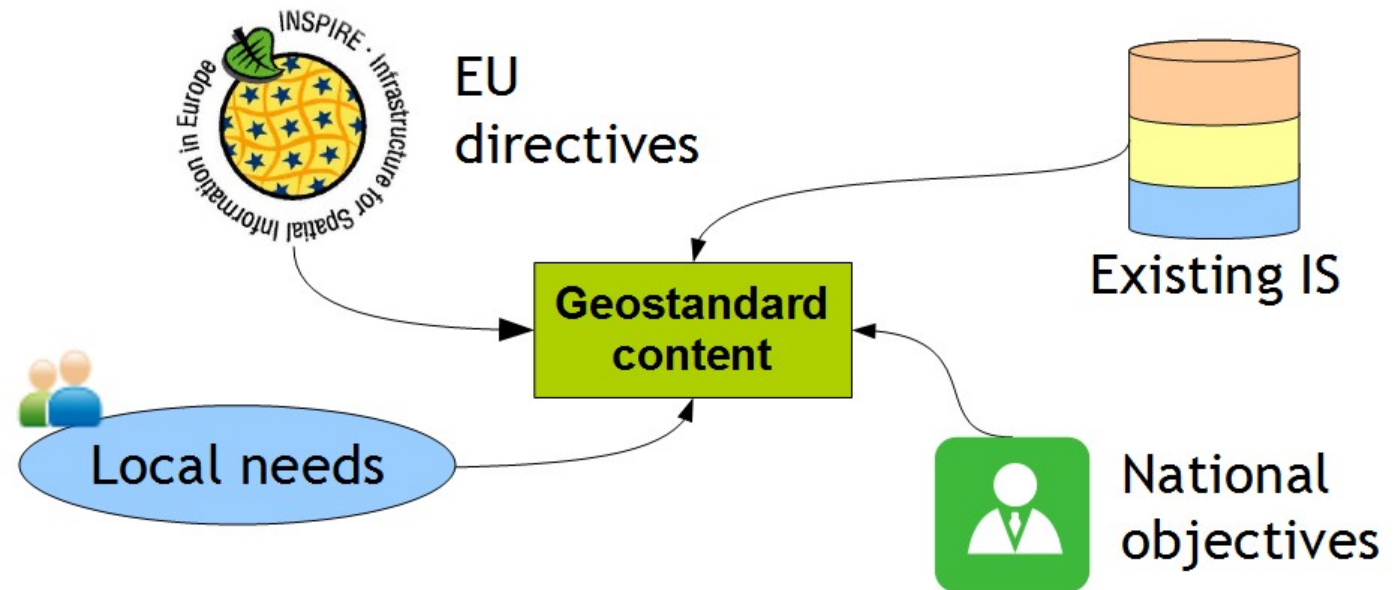 INSPIRE · Infrastructure for Spatial Information in Europe
EU
directives
Existing IS
Geostandard
content
Local needs
National
objectives